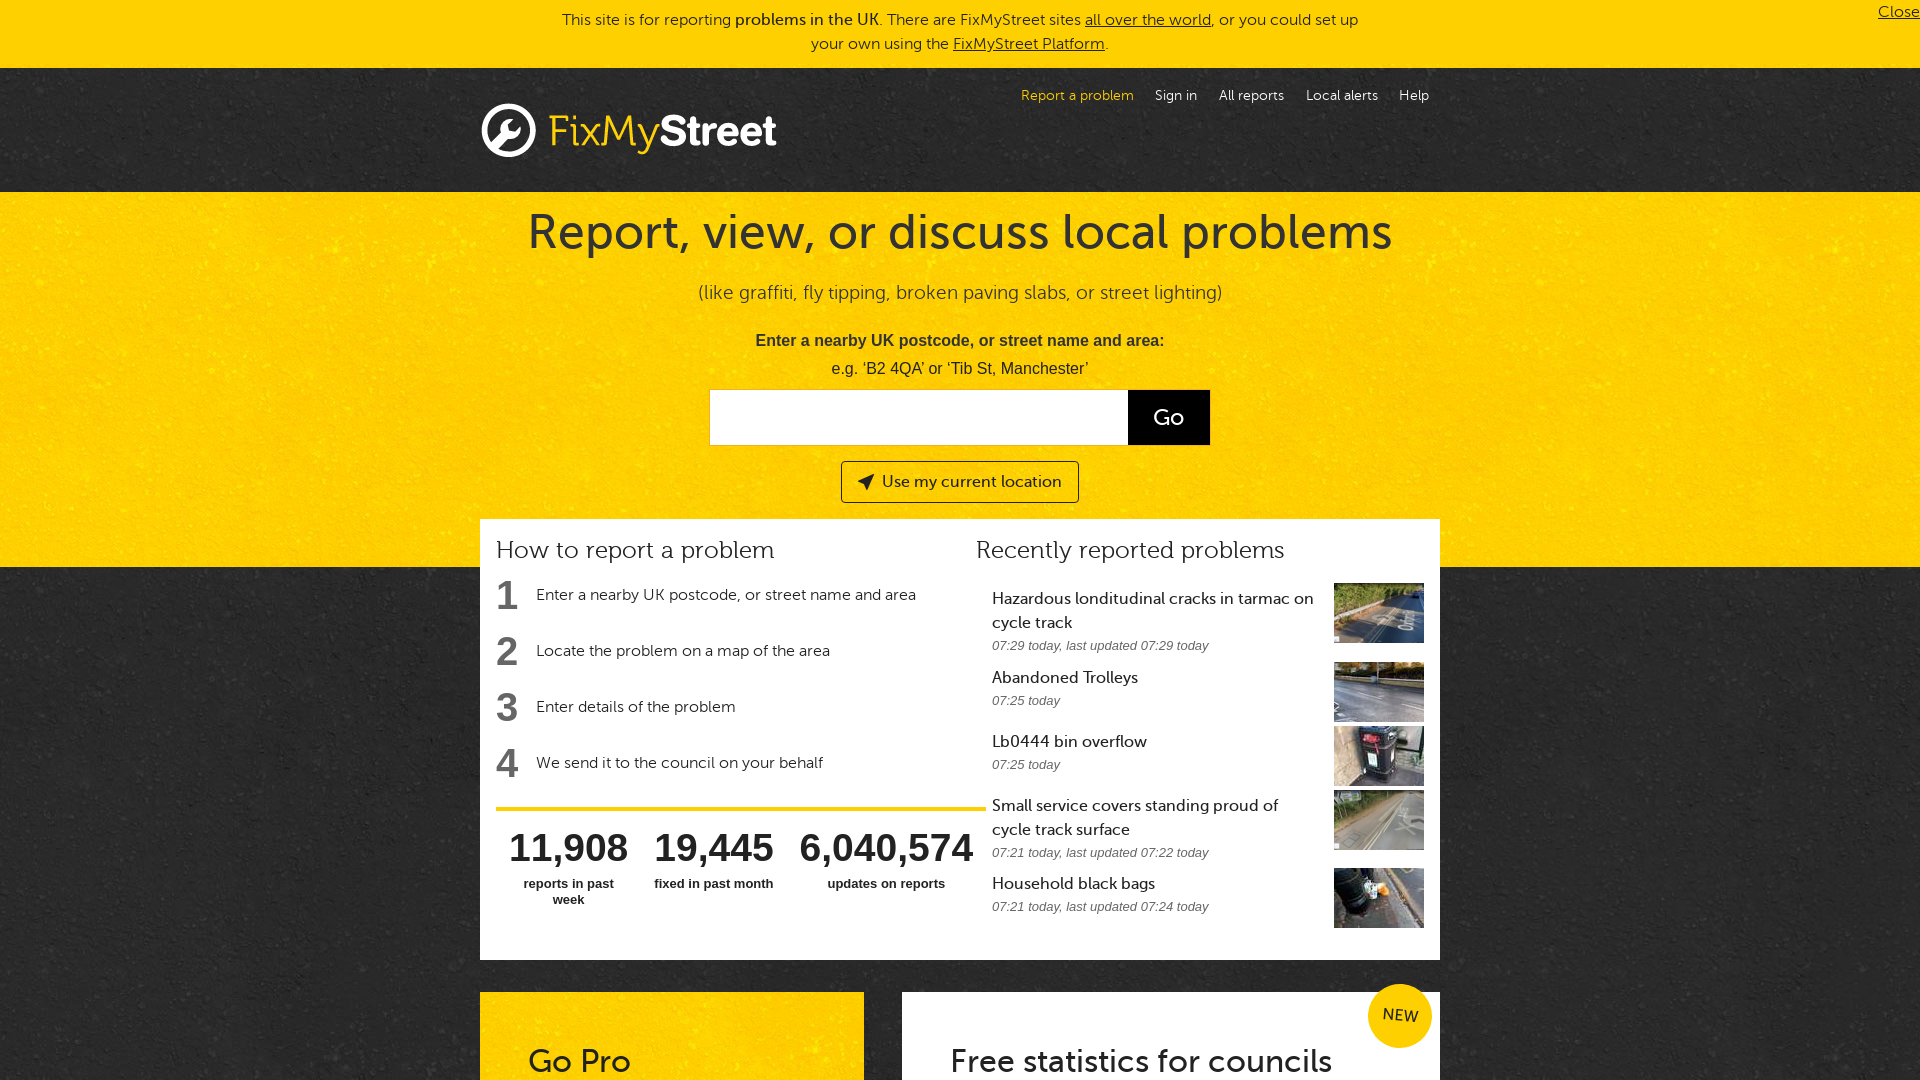 This site is for reporting problems in the UK. There are FixMyStreet sites all over the world, or you could set up
your own using the FixMyStreet Platform.
Close
Report a problem
Sign in
All reports
Local alerts
Help
FixMyStreet
Report, view, or discuss local problems
(like graffiti, fly tipping, broken paving slabs, or street lighting)
Enter a nearby UK postcode, or street name and area:
e.g. ‘B2 4QA’ or ‘Tib St, Manchester’
Go
Use my current location
How to report a problem
1 Enter a nearby UK postcode, or street name and area
2 Locate the problem on a map of the area
3 Enter details of the problem
4 We send it to the council on your behalf
11,908
reports in past
week
19,445
fixed in past month
6,040,574
updates on reports
Recently reported problems
Hazardous londitudinal cracks in tarmac on
cycle track
07:29 today, last updated 07:29 today
Abandoned Trolleys
07:25 today
Lb0444 bin overflow
07:25 today
Small service covers standing proud of
cycle track surface
07:21 today, last updated 07:22 today
Household black bags
07:21 today, last updated 07:24 today
Go Pro
NEW
Free statistics for councils